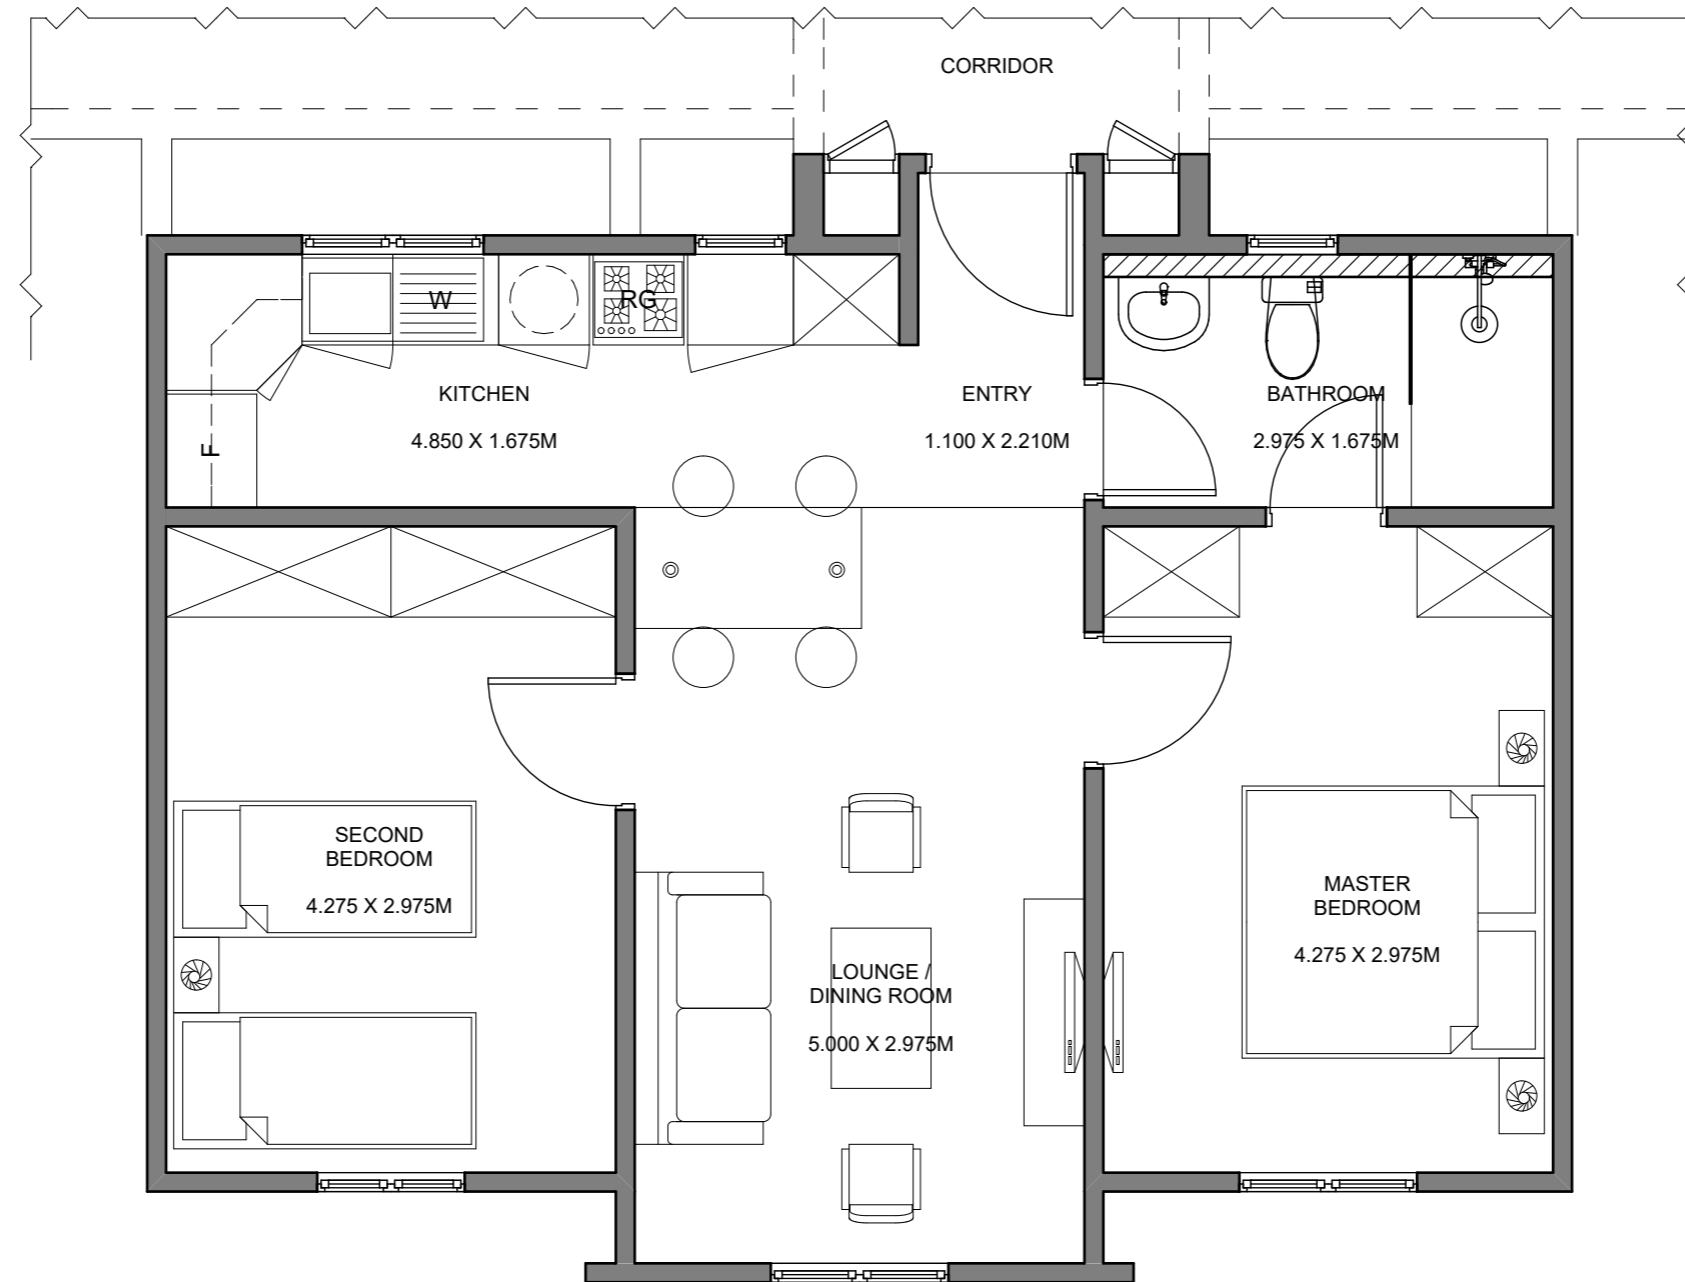 CORRIDOR
W
RG
KITCHEN
4.850 X 1.675M
ENTRY
1.100 X 2.210M
BATHROOM
2.975 X 1.675M
F
SECOND
BEDROOM
4.275 X 2.975M
LOUNGE /
DINING ROOM
5.000 X 2.975M
MASTER
BEDROOM
4.275 X 2.975M